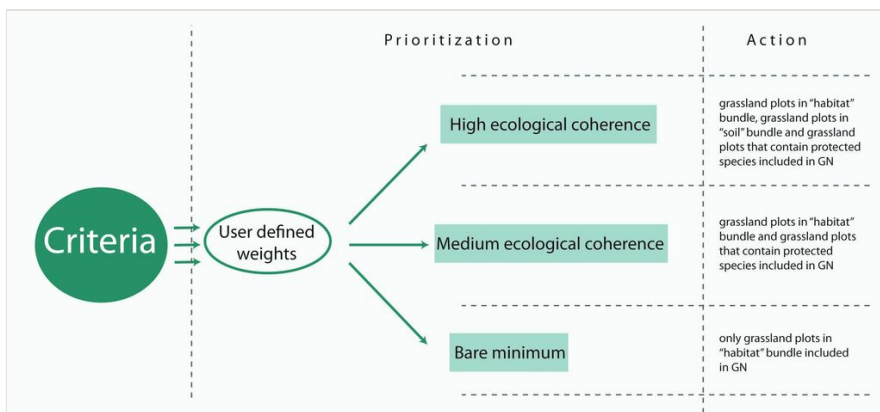 Prioritization
Action
Criteria
User defined
weights
High ecological coherence
grassland plots in "habitat"
bundle, grassland plots in
"soil" bundle and grassland
plots that contain protected
species included in GN
Medium ecological coherence
grassland plots in "habitat"
bundle and grassland plots
that contain protected
species included in GN
Bare minimum
only grassland plots in
"habitat" bundle included
in GN